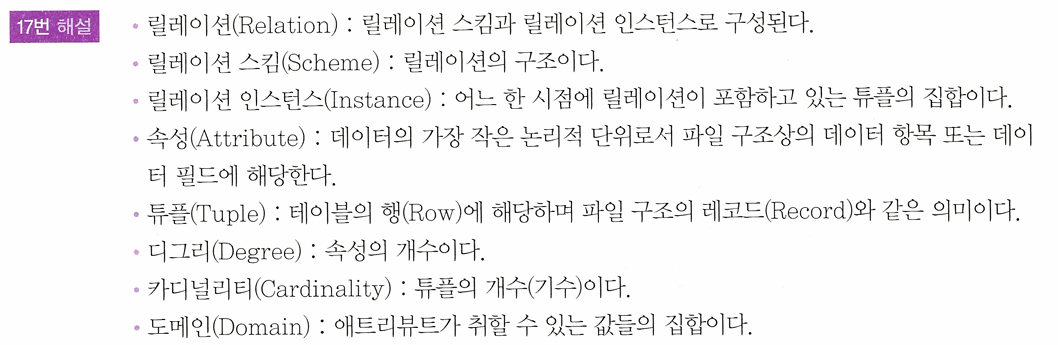 17번 해설
• 릴레이션(Relation) : 릴레이션 스킴과 릴레이션 인스턴스로 구성된다.
• 릴레이션 스킴(Scheme) : 릴레이션의 구조이다.
• 릴레이션 인스턴스(Instance) : 어느 한 시점에 릴레이션이 포함하고 있는 튜플의 집합이다.
• 속성(Attribute) : 데이터의 가장 작은 논리적 단위로서 파일 구조상의 데이터 항목 또는 데이
터 필드에 해당한다.
• 튜플(Tuple) : 테이블의 행(Row)에 해당하며 파일 구조의 레코드(Record)와 같은 의미이다.
• 디그리(Degree) : 속성의 개수이다.
• 카디널리티(Cardinality) : 튜플의 개수(기수)이다.
• 도메인(Domain) : 애트리뷰트가 취할 수 있는 값들의 집합이다.